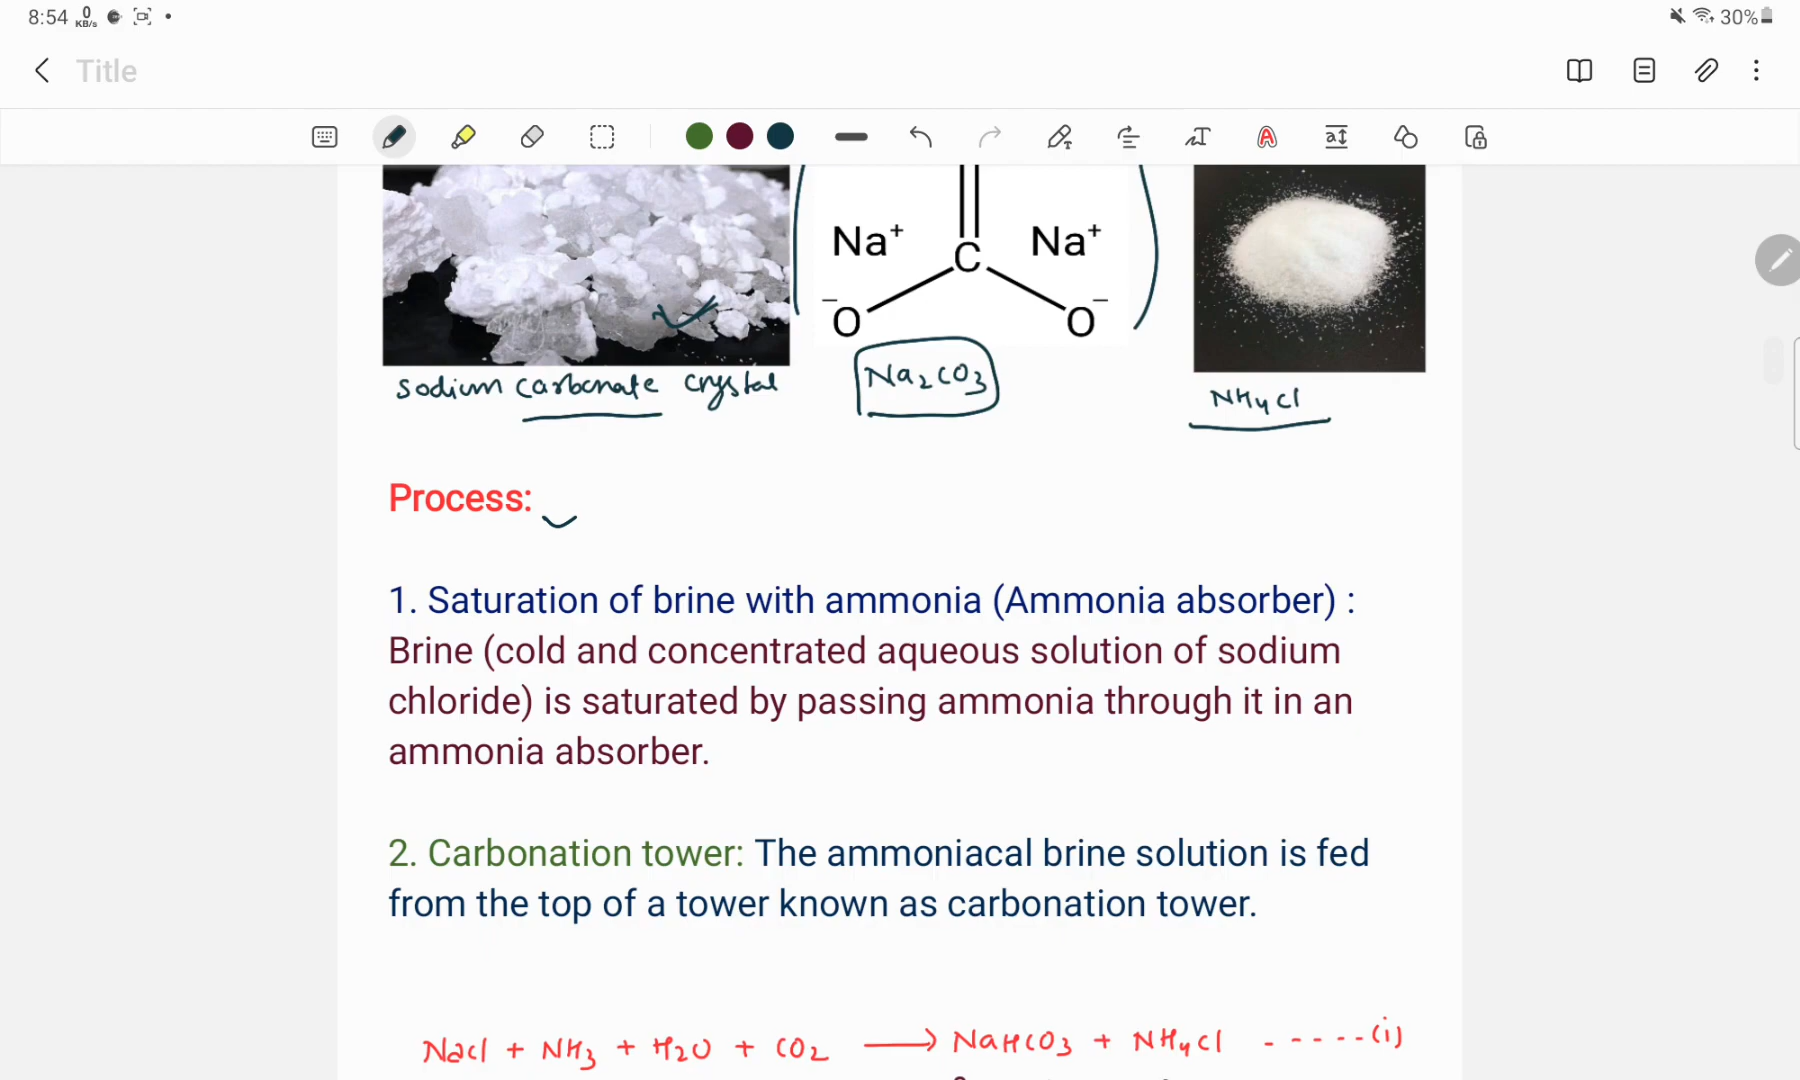 8:54 0 KB/s 30%
Title
Na⁺ Na⁺
C
⁻O O⁻
Sodium carbonate crystal
Na₂CO₃
NH₄Cl
Process:
1. Saturation of brine with ammonia (Ammonia absorber) :
Brine (cold and concentrated aqueous solution of sodium
chloride) is saturated by passing ammonia through it in an
ammonia absorber.
2. Carbonation tower: The ammoniacal brine solution is fed
from the top of a tower known as carbonation tower.
NaCl + NH₃ + H₂O + CO₂ ⟶ NaHCO₃ + NH₄Cl -----(i)